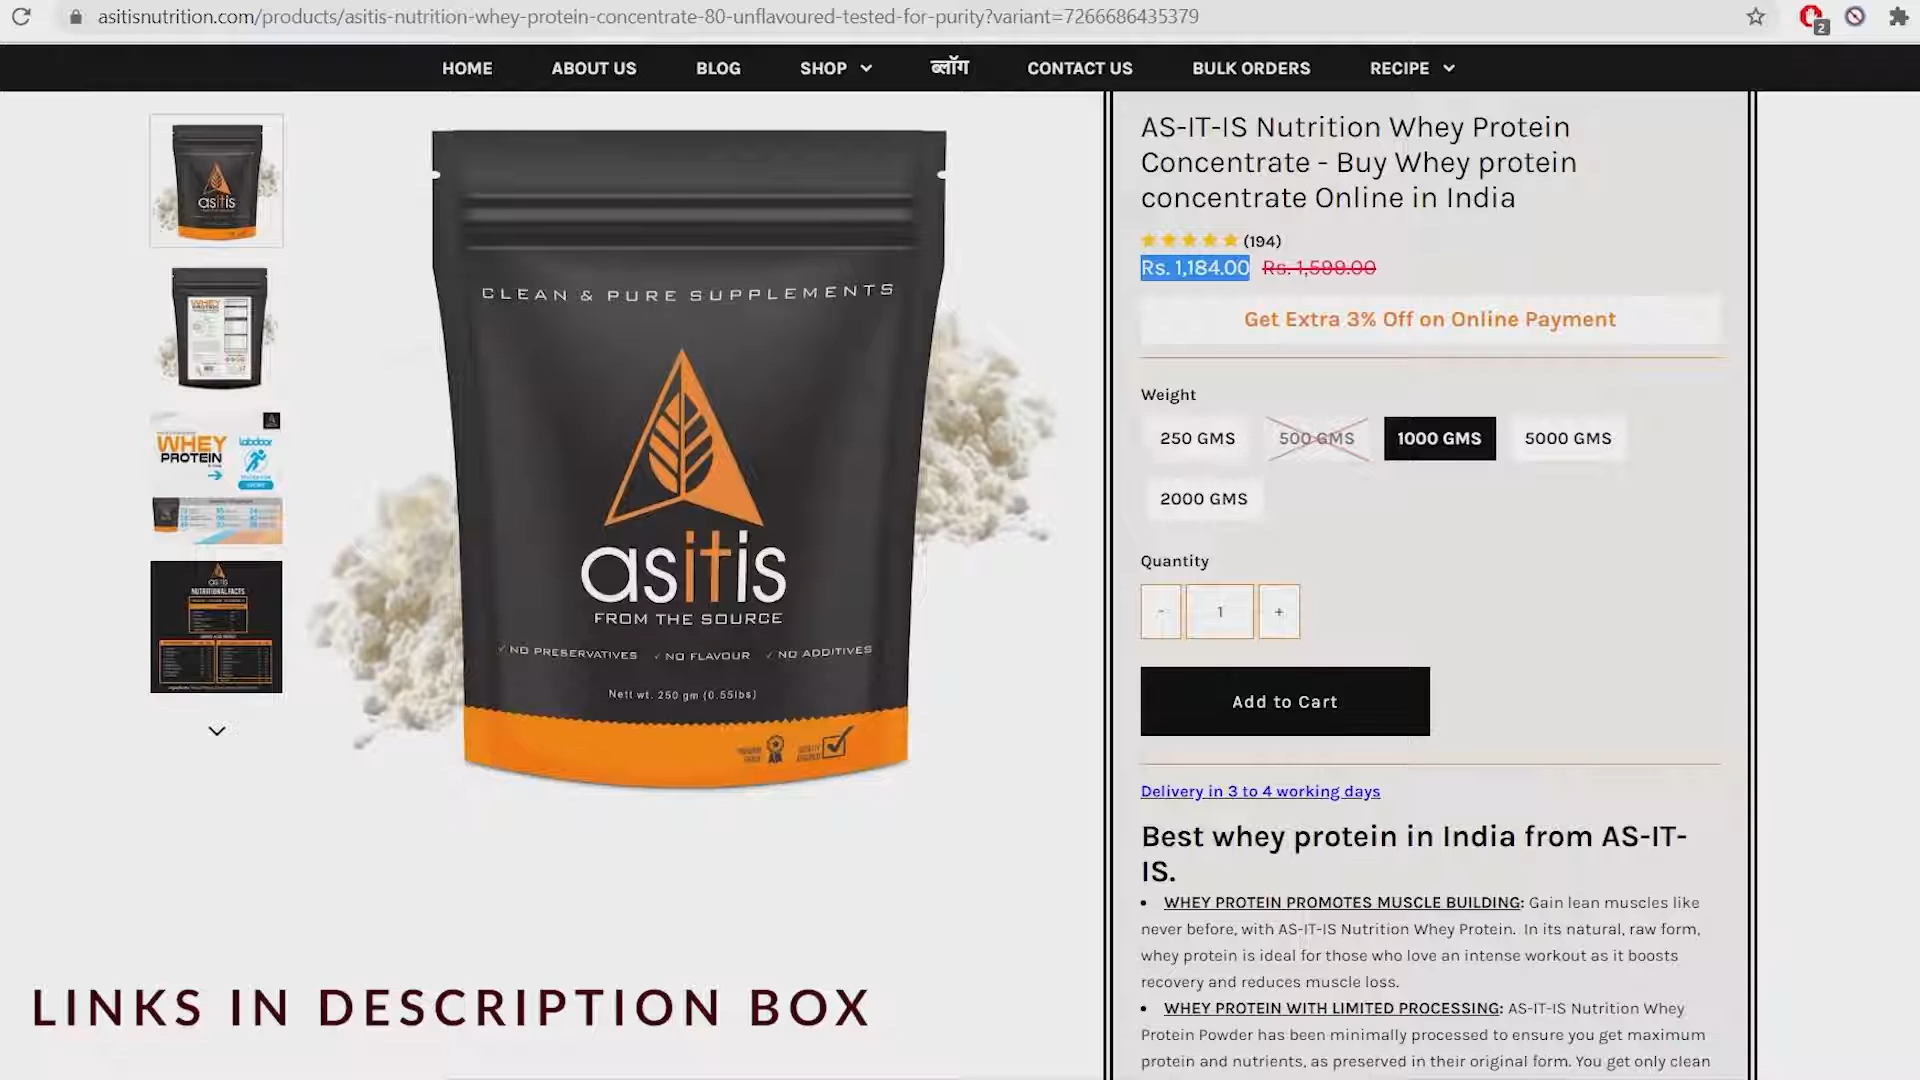 asitisnutrition.com/products/asitis-nutrition-whey-protein-concentrate-80-unflavoured-tested-for-purity?variant=7266686435379
2
HOME ABOUT US BLOG SHOP ब्लॉग CONTACT US BULK ORDERS RECIPE
asitis
WHEY PROTEIN
WHEY
PROTEIN
labdoor
asitis
NUTRITIONAL FACTS
CLEAN & PURE SUPPLEMENTS
asitis
FROM THE SOURCE
✓ NO PRESERVATIVES ✓ NO FLAVOUR ✓ NO ADDITIVES
Nett wt. 250 gm (0.55lbs)
AS-IT-IS Nutrition Whey Protein
Concentrate - Buy Whey protein
concentrate Online in India
(194)
Rs. 1,184.00 Rs. 1,599.00
Get Extra 3% Off on Online Payment
Weight
250 GMS 500 GMS 1000 GMS 5000 GMS
2000 GMS
Quantity
- 1 +
Add to Cart
Delivery in 3 to 4 working days
Best whey protein in India from AS-IT-
IS.
• WHEY PROTEIN PROMOTES MUSCLE BUILDING: Gain lean muscles like
never before, with AS-IT-IS Nutrition Whey Protein. In its natural, raw form,
whey protein is ideal for those who love an intense workout as it boosts
recovery and reduces muscle loss.
• WHEY PROTEIN WITH LIMITED PROCESSING: AS-IT-IS Nutrition Whey
Protein Powder has been minimally processed to ensure you get maximum
protein and nutrients, as preserved in their original form. You get only clean
LINKS IN DESCRIPTION BOX